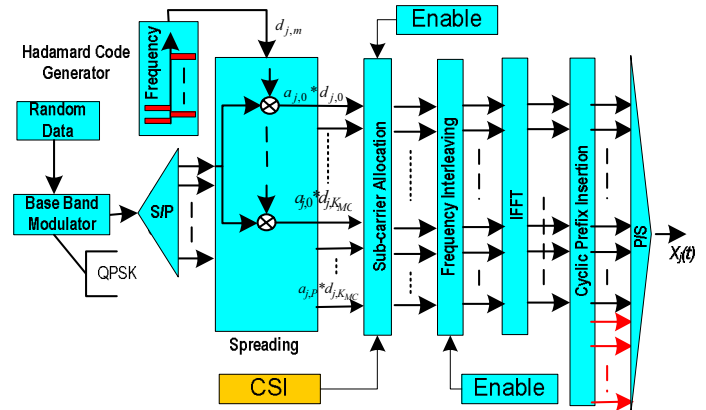 d_{j,m}
Enable
Hadamard Code
Generator
Frequency
Random
Data
Base Band
Modulator
QPSK
S/P
a_{j,0}*d_{j,0}
a_{j,0}*d_{j,K_{MC}}
a_{j,P}*d_{j,K_{MC}}
Spreading
Sub-carrier Allocation
Frequency Interleaving
IFFT
Cyclic Prefix Insertion
P/S
X_j(t)
CSI
Enable